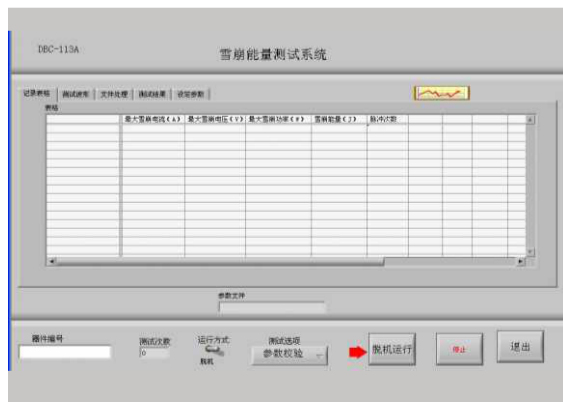 DBC-113A
雪崩能量测试系统
记录表格 测试波形 文件处理 测试结果 设定参数
表格
最大雪崩电流(A) 最大雪崩电压(V) 最大雪崩功率(W) 雪崩能量(J) 脉冲次数
参数文件
器件编号 测试次数 运行方式 测试选项
0 脱机 参数校验 脱机运行 停止 退出